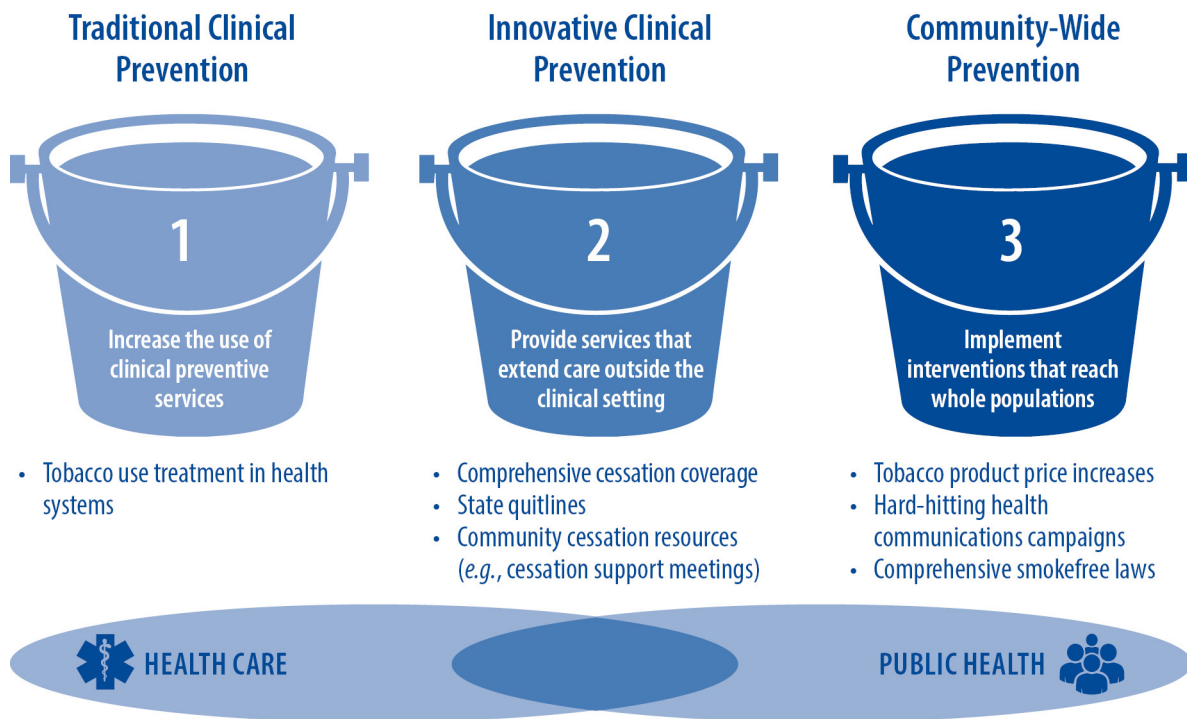 Traditional Clinical
Prevention
1
Increase the use of
clinical preventive
services
• Tobacco use treatment in health
systems
Innovative Clinical
Prevention
2
Provide services that
extend care outside the
clinical setting
• Comprehensive cessation coverage
• State quitlines
• Community cessation resources
(e.g., cessation support meetings)
Community-Wide
Prevention
3
Implement
interventions that reach
whole populations
• Tobacco product price increases
• Hard-hitting health
communications campaigns
• Comprehensive smokefree laws
HEALTH CARE
PUBLIC HEALTH